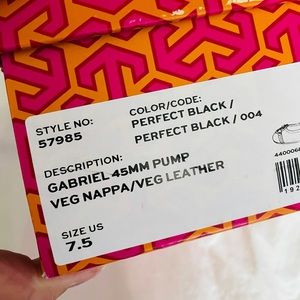 STYLE NO:
57985
COLOR/CODE:
PERFECT BLACK /
PERFECT BLACK / 004
DESCRIPTION:
GABRIEL 45MM PUMP
VEG NAPPA/VEG LEATHER
SIZE US
7.5